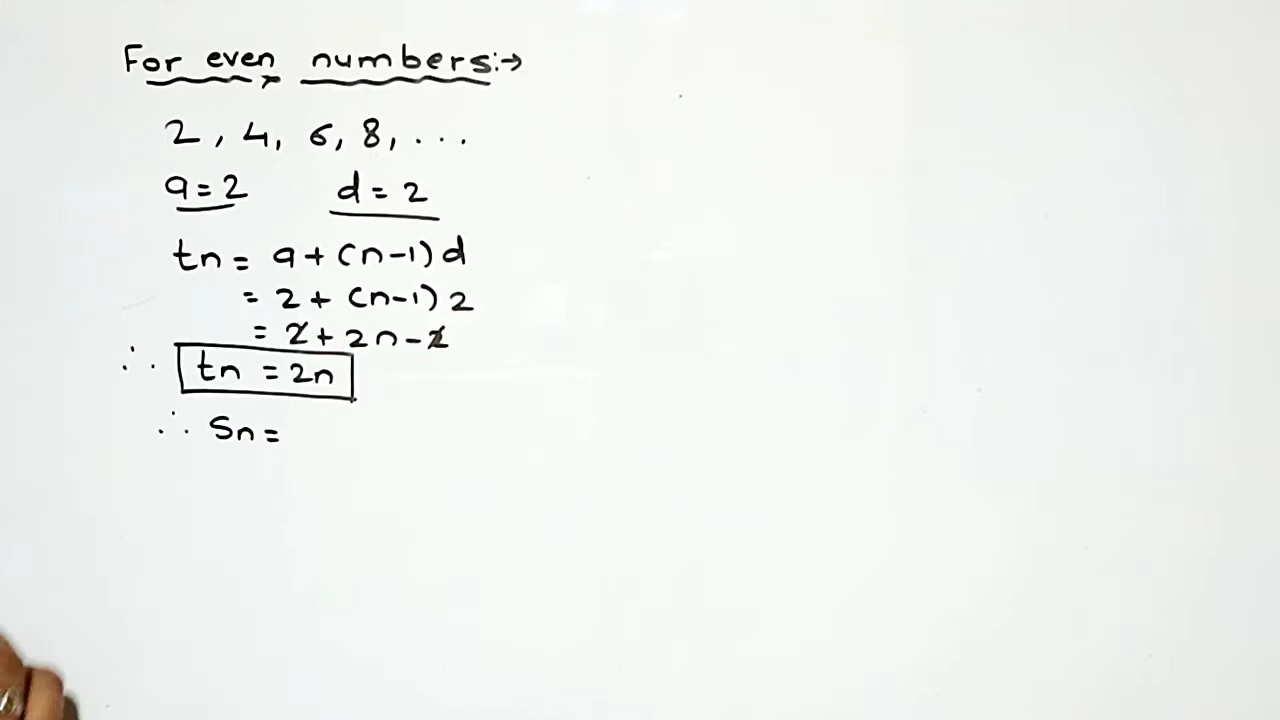 For even numbers:→
2, 4, 6, 8, ...
a = 2 d = 2
tn = a + (n-1) d
= 2 + (n-1) 2
= 2 + 2n - 2
∴ tn = 2n
∴ Sn =